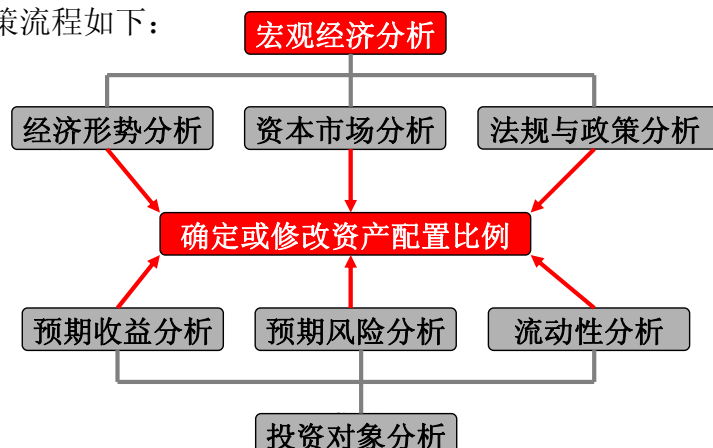 策流程如下：
宏观经济分析
经济形势分析 资本市场分析 法规与政策分析
确定或修改资产配置比例
预期收益分析 预期风险分析 流动性分析
投资对象分析